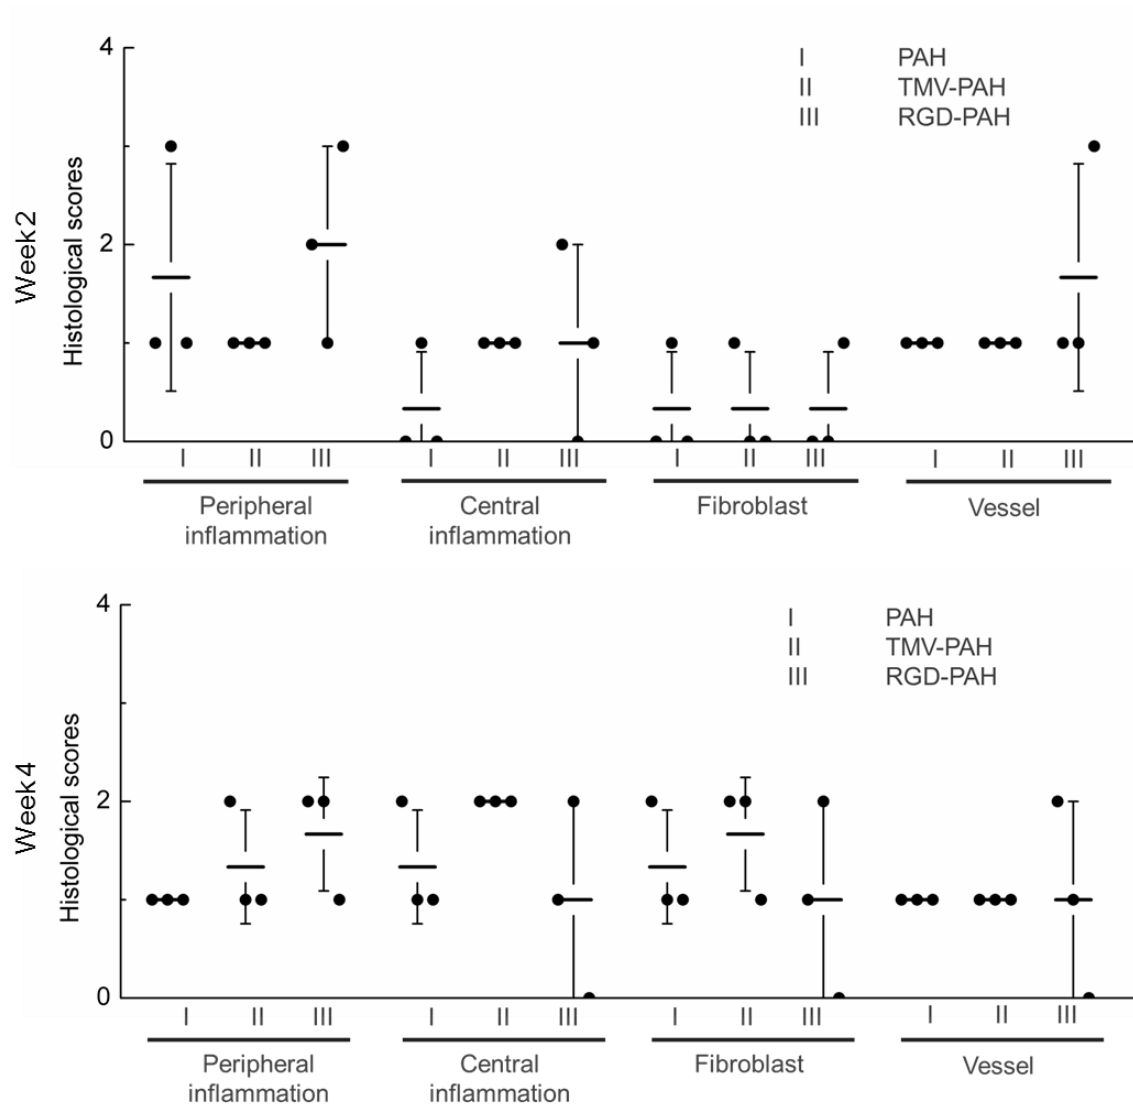 4
I PAH
II TMV-PAH
III RGD-PAH
Week 2
Histological scores
2
0
I II III I II III I II III I II III
Peripheral inflammation
Central inflammation
Fibroblast
Vessel
4
I PAH
II TMV-PAH
III RGD-PAH
Week 4
Histological scores
2
0
I II III I II III I II III I II III
Peripheral inflammation
Central inflammation
Fibroblast
Vessel